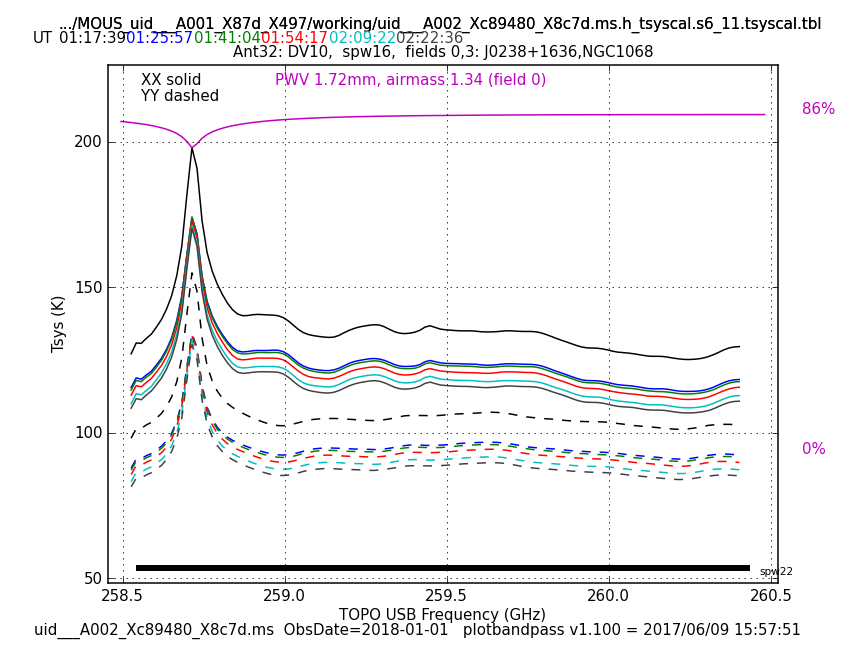 .../MOUS_uid___A001_X87d_X497/working/uid___A002_Xc89480_X8c7d.ms.h_tsyscal.s6_11.tsyscal.tbl
UT 01:17:39 01:25:57 01:41:04 01:54:17 02:09:22 02:22:36
Ant32: DV10,  spw16,  fields 0,3: J0238+1636,NGC1068
XX solid
PWV 1.72mm, airmass 1.34 (field 0)
YY dashed
86%
200
150
Tsys (K)
100
0%
50
spw22
258.5 259.0 259.5 260.0 260.5
TOPO USB Frequency (GHz)
uid___A002_Xc89480_X8c7d.ms  ObsDate=2018-01-01   plotbandpass v1.100 = 2017/06/09 15:57:51